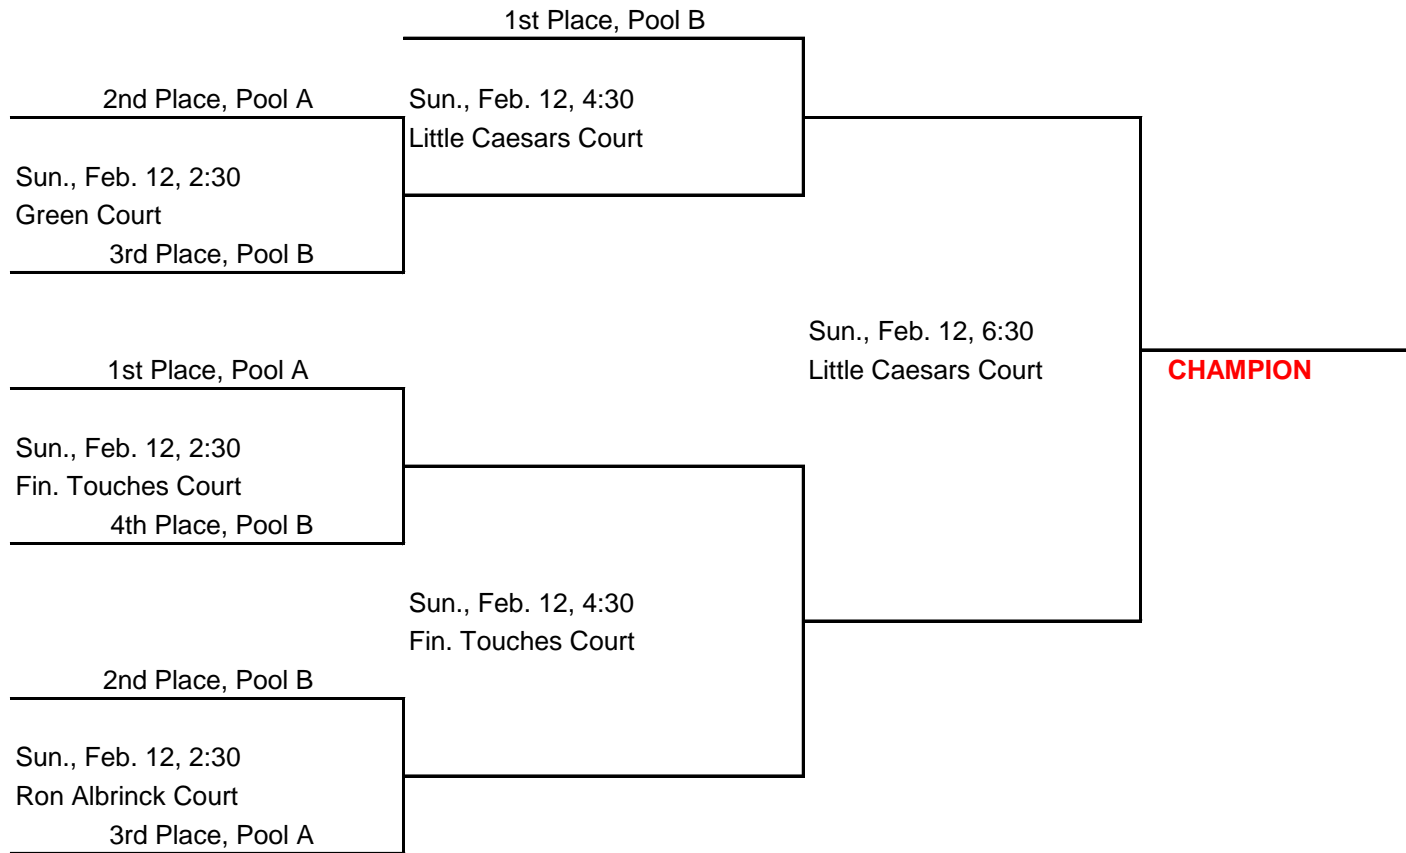 1st Place, Pool B
2nd Place, Pool A
Sun., Feb. 12, 4:30
Little Caesars Court
Sun., Feb. 12, 2:30
Green Court
3rd Place, Pool B
Sun., Feb. 12, 6:30
Little Caesars Court
CHAMPION
1st Place, Pool A
Sun., Feb. 12, 2:30
Fin. Touches Court
4th Place, Pool B
Sun., Feb. 12, 4:30
Fin. Touches Court
2nd Place, Pool B
Sun., Feb. 12, 2:30
Ron Albrinck Court
3rd Place, Pool A